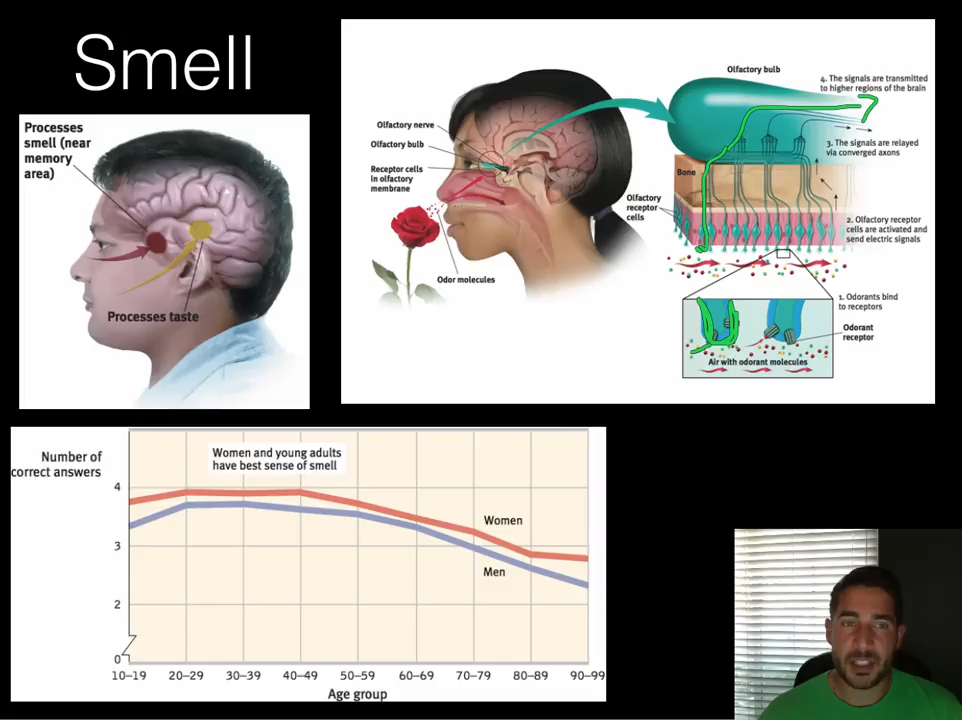 Smell
Processes
smell (near
memory
area)
Processes taste
Olfactory nerve
Olfactory bulb
Receptor cells
in olfactory
membrane
Odor molecules
Olfactory bulb
4. The signals are transmitted
to higher regions of the brain
3. The signals are relayed
via converged axons
Bone
Olfactory
receptor
cells
2. Olfactory receptor
cells are activated and
send electric signals
1. Odorants bind
to receptors
Odorant
receptor
Air with odorant molecules
Number of
correct answers
Women and young adults
have best sense of smell
4
3
2
0
Women
Men
10–19 20–29 30–39 40–49 50–59 60–69 70–79 80–89 90–99
Age group